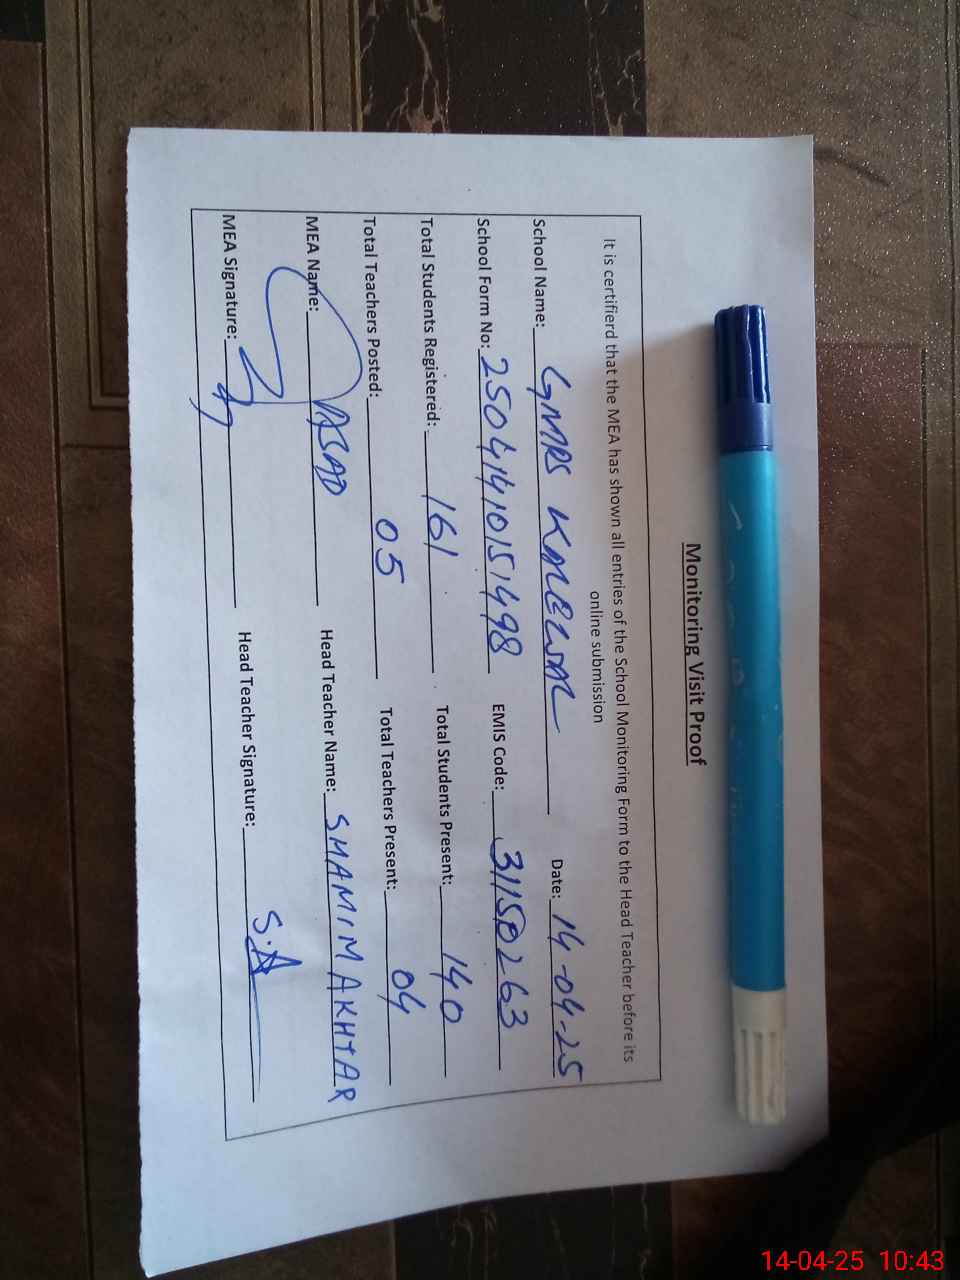 Monitoring Visit Proof
It is certifierd that the MEA has shown all entries of the School Monitoring Form to the Head Teacher before its
online submission
School Name: GMPS Date: 14-04-25
School Form No: 25041410151498 EMIS Code: 31150263
Total Students Registered: 161 Total Students Present: 140
Total Teachers Posted: 05 Total Teachers Present: 04
MEA Name: ASAD Head Teacher Name: SHAMIM AKHTAR
MEA Signature: Head Teacher Signature: S.A
14-04-25 10:43